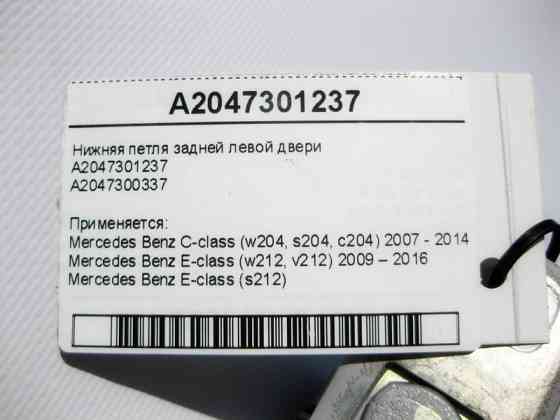 A2047301237
Нижняя петля задней левой двери
A2047301237
A2047300337
Применяется:
Mercedes Benz C-class (w204, s204, c204) 2007 - 2014
Mercedes Benz E-class (w212, v212) 2009 – 2016
Mercedes Benz E-class (s212)